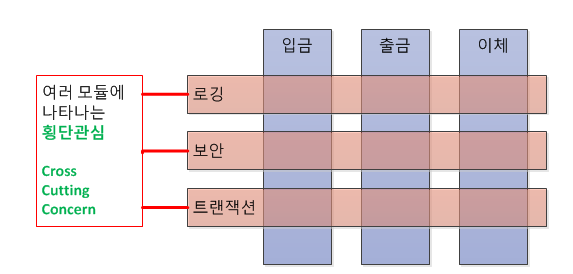 입금
출금
이체
여러 모듈에
나타나는
횡단관심
Cross
Cutting
Concern
로깅
보안
트랜잭션